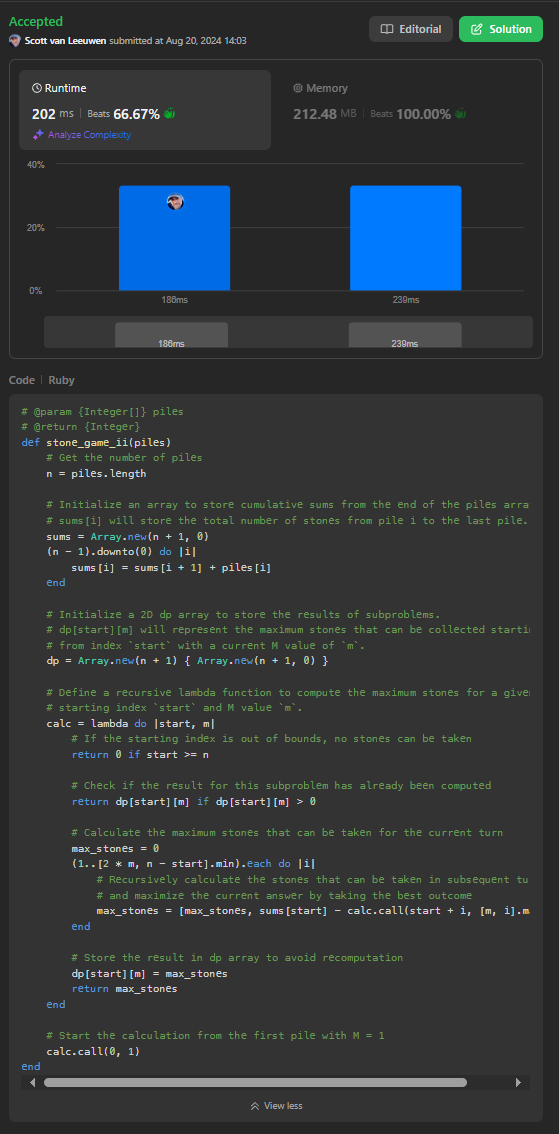 Accepted
Scott van Leeuwen submitted at Aug 20, 2024 14:03
Editorial
Solution
Runtime
202 ms | Beats 66.67%
Analyze Complexity
Memory
212.48 MB | Beats 100.00%
40%
20%
0%
186ms 239ms
186ms 239ms
Code | Ruby
# @param {Integer[]} piles
# @return {Integer}
def stone_game_ii(piles)
    # Get the number of piles
    n = piles.length

    # Initialize an array to store cumulative sums from the end of the piles arra
    # sums[i] will store the total number of stones from pile i to the last pile.
    sums = Array.new(n + 1, 0)
    (n - 1).downto(0) do |i|
        sums[i] = sums[i + 1] + piles[i]
    end

    # Initialize a 2D dp array to store the results of subproblems.
    # dp[start][m] will represent the maximum stones that can be collected starti
    # from index `start` with a current M value of `m`.
    dp = Array.new(n + 1) { Array.new(n + 1, 0) }

    # Define a recursive lambda function to compute the maximum stones for a give
    # starting index `start` and M value `m`.
    calc = lambda do |start, m|
        # If the starting index is out of bounds, no stones can be taken
        return 0 if start >= n

        # Check if the result for this subproblem has already been computed
        return dp[start][m] if dp[start][m] > 0

        # Calculate the maximum stones that can be taken for the current turn
        max_stones = 0
        (1..[2 * m, n - start].min).each do |i|
            # Recursively calculate the stones that can be taken in subsequent tu
            # and maximize the current answer by taking the best outcome
            max_stones = [max_stones, sums[start] - calc.call(start + i, [m, i].m
        end

        # Store the result in dp array to avoid recomputation
        dp[start][m] = max_stones
        return max_stones
    end

    # Start the calculation from the first pile with M = 1
    calc.call(0, 1)
end
View less